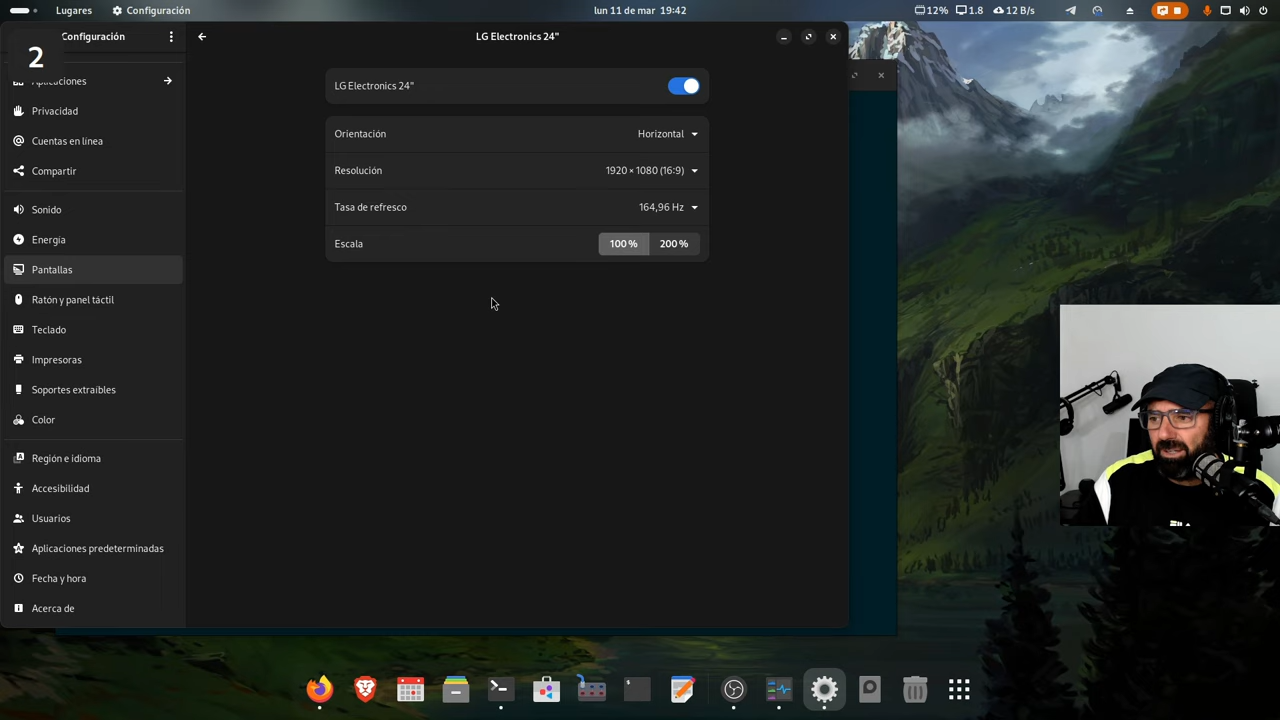 Lugares
Configuración
lun 11 de mar 19:42
12%
1.8
12 B/s
2
Configuración
LG Electronics 24"
Aplicaciones
Privacidad
Cuentas en línea
Compartir
Sonido
Energía
Pantallas
Ratón y panel táctil
Teclado
Impresoras
Soportes extraíbles
Color
Región e idioma
Accesibilidad
Usuarios
Aplicaciones predeterminadas
Fecha y hora
Acerca de
LG Electronics 24"
Orientación Horizontal
Resolución 1920 × 1080 (16:9)
Tasa de refresco 164,96 Hz
Escala 100 % 200 %